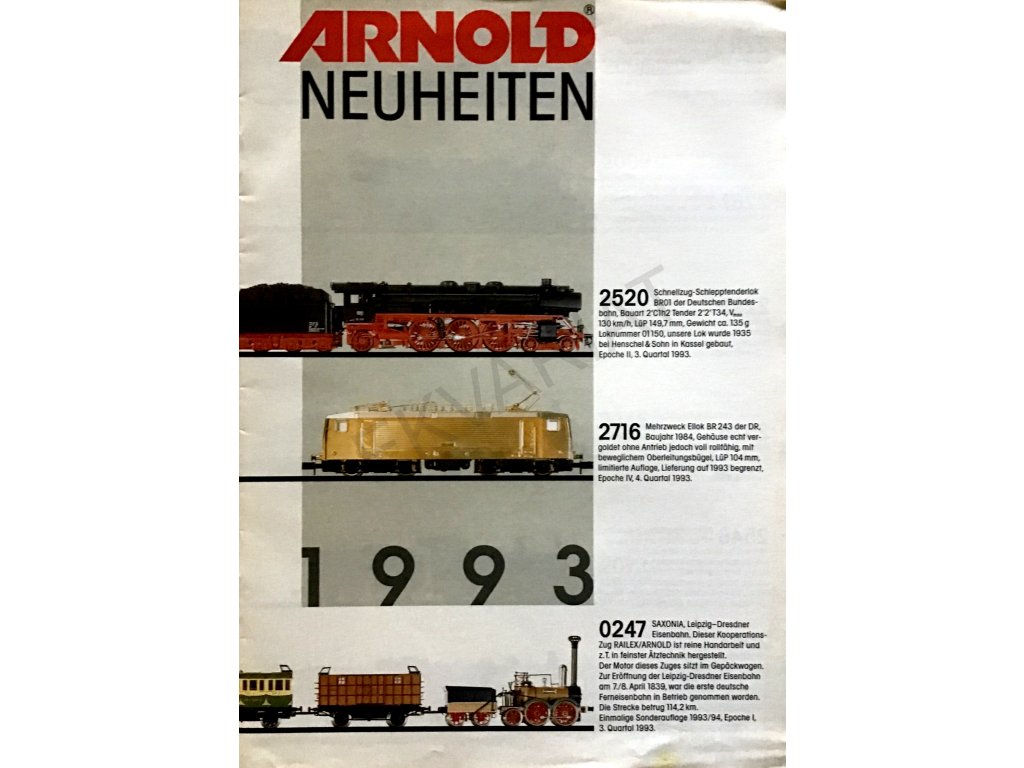 ARNOLD®
NEUHEITEN
2520 Schnellzug-Schlepptenderlok
BR01 der Deutschen Bundes-
bahn, Bauart 2'C1h2 Tender 2'2'T34, Vmax
130 km/h, LüP 149,7 mm, Gewicht ca. 135 g
Loknummer 01150, unsere Lok wurde 1935
bei Henschel & Sohn in Kassel gebaut,
Epoche II, 3. Quartal 1993.
2716 Mehrzweck Ellok BR 243 der DR,
Baujahr 1984, Gehäuse echt ver-
goldet ohne Antrieb jedoch voll rollfähig, mit
beweglichem Oberleitungsbügel, LüP 104 mm,
limitierte Auflage, Lieferung auf 1993 begrenzt,
Epoche IV, 4. Quartal 1993.
1993
0247 SAXONIA, Leipzig–Dresdner
Eisenbahn. Dieser Kooperations-
Zug RAILEX/ARNOLD ist reine Handarbeit und
z.T. in feinster Ätztechnik hergestellt.
Der Motor dieses Zuges sitzt im Gepäckwagen.
Zur Eröffnung der Leipzig-Dresdner Eisenbahn
am 7./8. April 1839, war die erste deutsche
Ferneisenbahn in Betrieb genommen worden.
Die Strecke betrug 114,2 km.
Einmalige Sonderauflage 1993/94, Epoche I,
3. Quartal 1993.